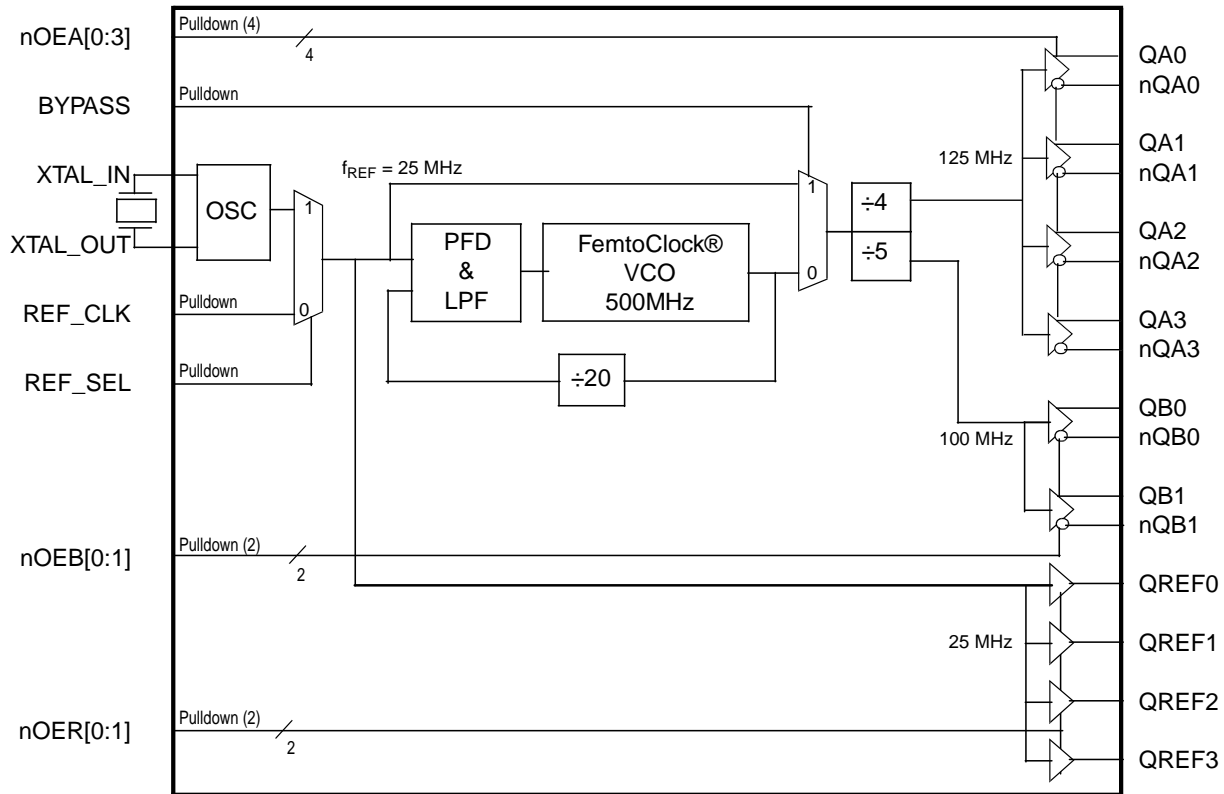 nOEA[0:3]
Pulldown (4)
4
BYPASS
Pulldown
XTAL_IN
XTAL_OUT
OSC
REF_CLK
Pulldown
REF_SEL
Pulldown
1
0
fREF = 25 MHz
PFD
&
LPF
FemtoClock®
VCO
500MHz
÷20
1
0
÷4
÷5
125 MHz
100 MHz
25 MHz
nOEB[0:1]
Pulldown (2)
2
nOER[0:1]
Pulldown (2)
2
QA0
nQA0
QA1
nQA1
QA2
nQA2
QA3
nQA3
QB0
nQB0
QB1
nQB1
QREF0
QREF1
QREF2
QREF3